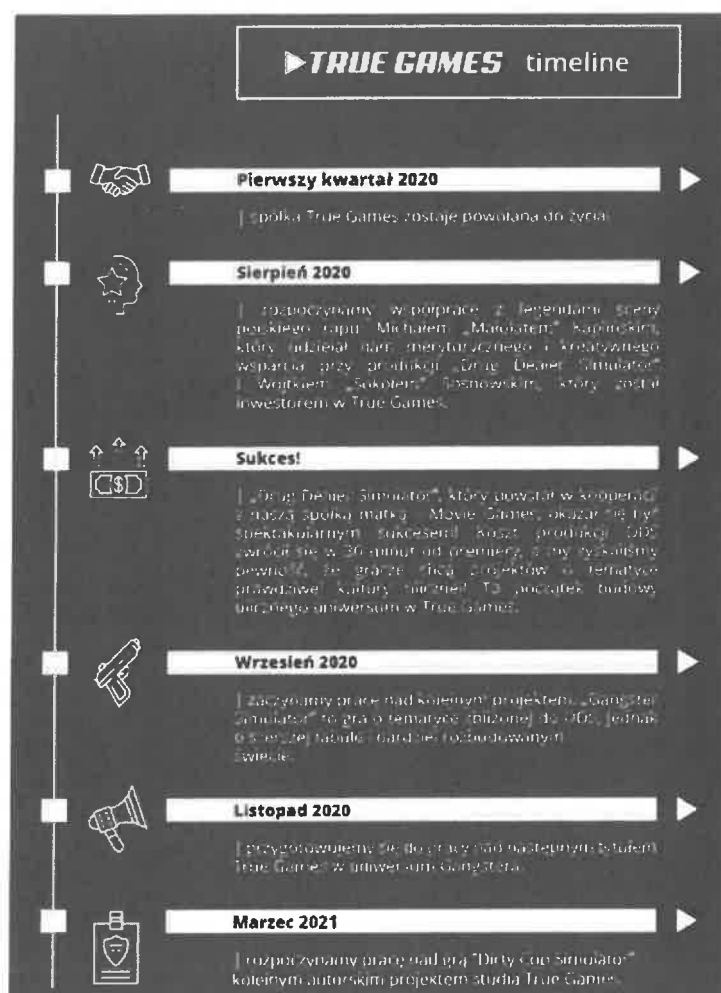 TRUE GAMES timeline
Pierwszy kwartał 2020
| spółka True Games zostaje powołana do życia.
Sierpień 2020
| rozpoczynamy współpracę z legendami sceny
polskiego rapu Michałem
który udzielał nam merytorycznego i kreatywnego
wsparcia przy produkcji „Drug Dealer Simulator"
i Wojtkiem „Sokołem" Sosnowskim, który został
inwestorem w True Games.
Sukces!
| „Drug Dealer Simulator", który powstał w kooperacji
z naszą spółką matką Movie Games, okazał się być
spektakularnym sukcesem! Koszt produkcji DDS
zwrócił się w 30 minut od premiery, a my zyskaliśmy
pewność, że gracze chcą projektów o tematyce
prawdziwej kultury ulicznej! To początek budowy
ulicznego uniwersum w True Games.
Wrzesień 2020
| zaczynamy pracę nad kolejnym projektem. „Gangster
Simulator" to gra o tematyce zbliżonej do DDS, jednak
o szerszej fabule i bardziej rozbudowanym
świecie.
Listopad 2020
| przygotowujemy się do pracy nad następnym tytułem
True Games w uniwersum Gangstera.
Marzec 2021
| rozpoczynamy pracę nad grą "Dirty Cop Simulator"
kolejnym autorskim projektem studia True Games.